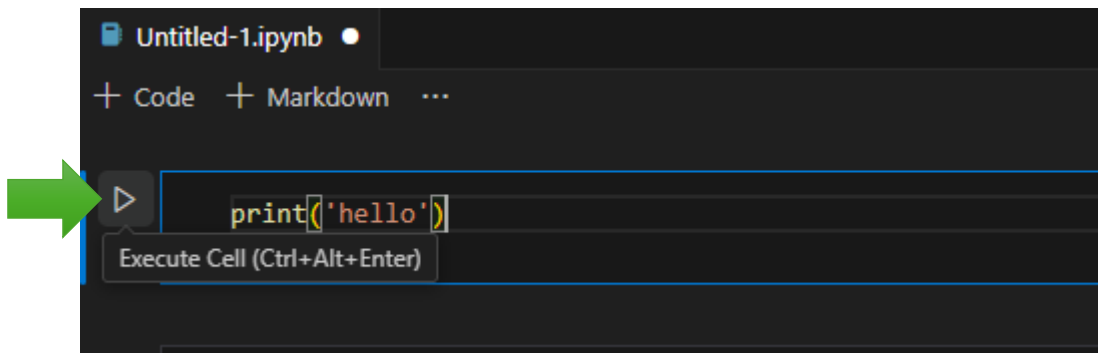 Untitled-1.ipynb
+ Code + Markdown ...
print('hello')
Execute Cell (Ctrl+Alt+Enter)